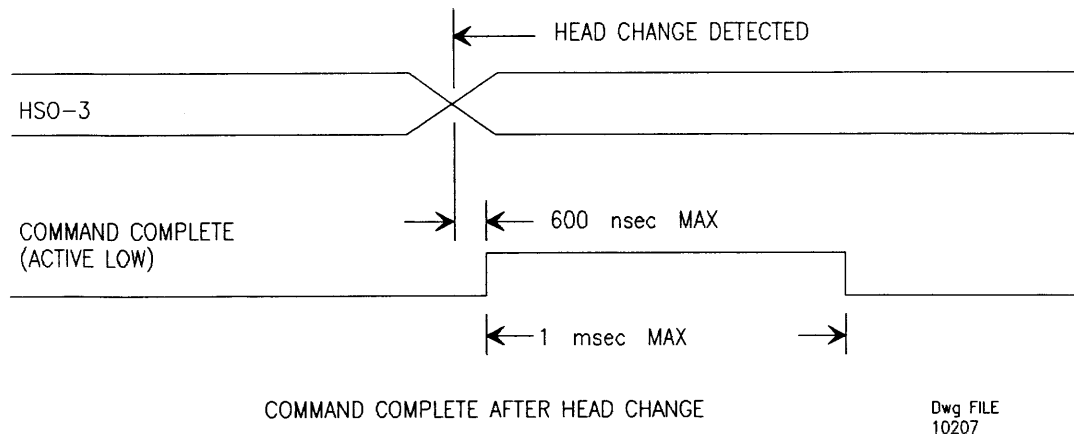 HEAD CHANGE DETECTED
HSO-3
600 nsec MAX
COMMAND COMPLETE
(ACTIVE LOW)
1 msec MAX
COMMAND COMPLETE AFTER HEAD CHANGE
Dwg FILE
10207